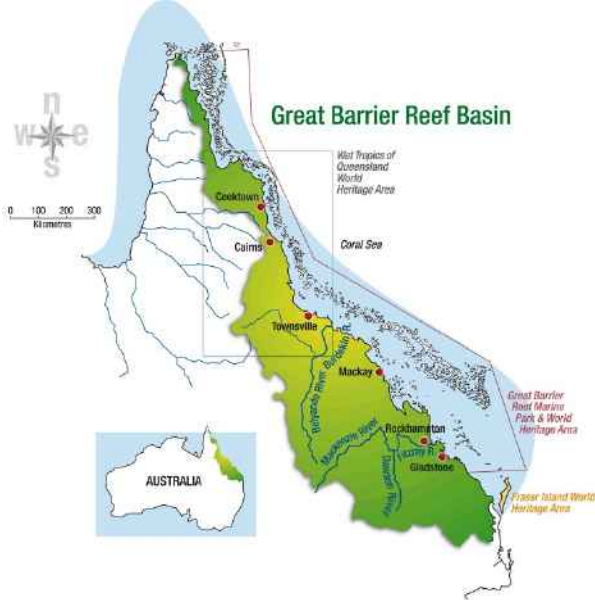 Great Barrier Reef Basin
n
w e
s
Wet Tropics of
Queensland
World
Heritage Area
0 100 200 300
Kilometres
Cooktown
Coral Sea
Cairns
Townsville
Burdekin R.
Belyando River
Mackay
Great Barrier
Reef Marine
Park & World
Heritage Area
Rockhampton
Mackenzie River
Fitzroy R.
Gladstone
Dawson River
AUSTRALIA
Fraser Island World
Heritage Area